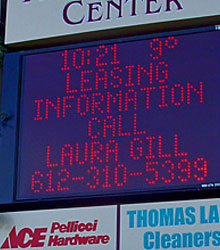 CENTER
10:21 9°
LEASING
INFORMATION
CALL
LAURA GILL
612-310-5399
ACE Pellicci
Hardware
THOMAS LA
Cleaners